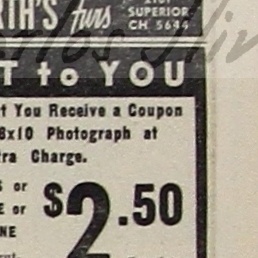 TH'S furs
SUPERIOR
CH 5644
T to YOU
t You Receive a Coupon
8x10 Photograph at
ra Charge.
S or
E or
NE
$2.50